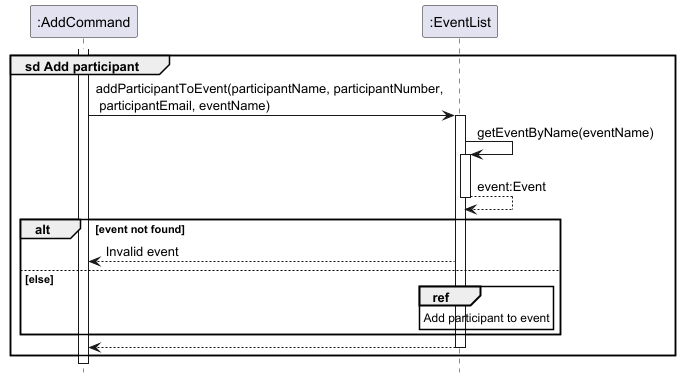 :AddCommand
:EventList
sd Add participant
addParticipantToEvent(participantName, participantNumber,
participantEmail, eventName)
getEventByName(eventName)
event:Event
alt
[event not found]
Invalid event
[else]
ref
Add participant to event